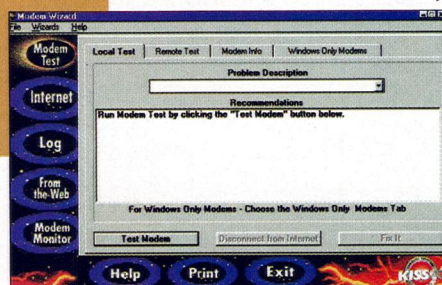 Modem Wizard
File Wizards Help
Modem Test
Internet
Log
From the Web
Modem Monitor
Local Test Remote Test Modem Info Windows Only Modems
Problem Description
Recommendations
Run Modem Test by clicking the "Test Modem" button below.
For Windows Only Modems - Choose the Windows Only Modems Tab
Test Modem Disconnect from Internet Fix It
Help Print Exit
KISS